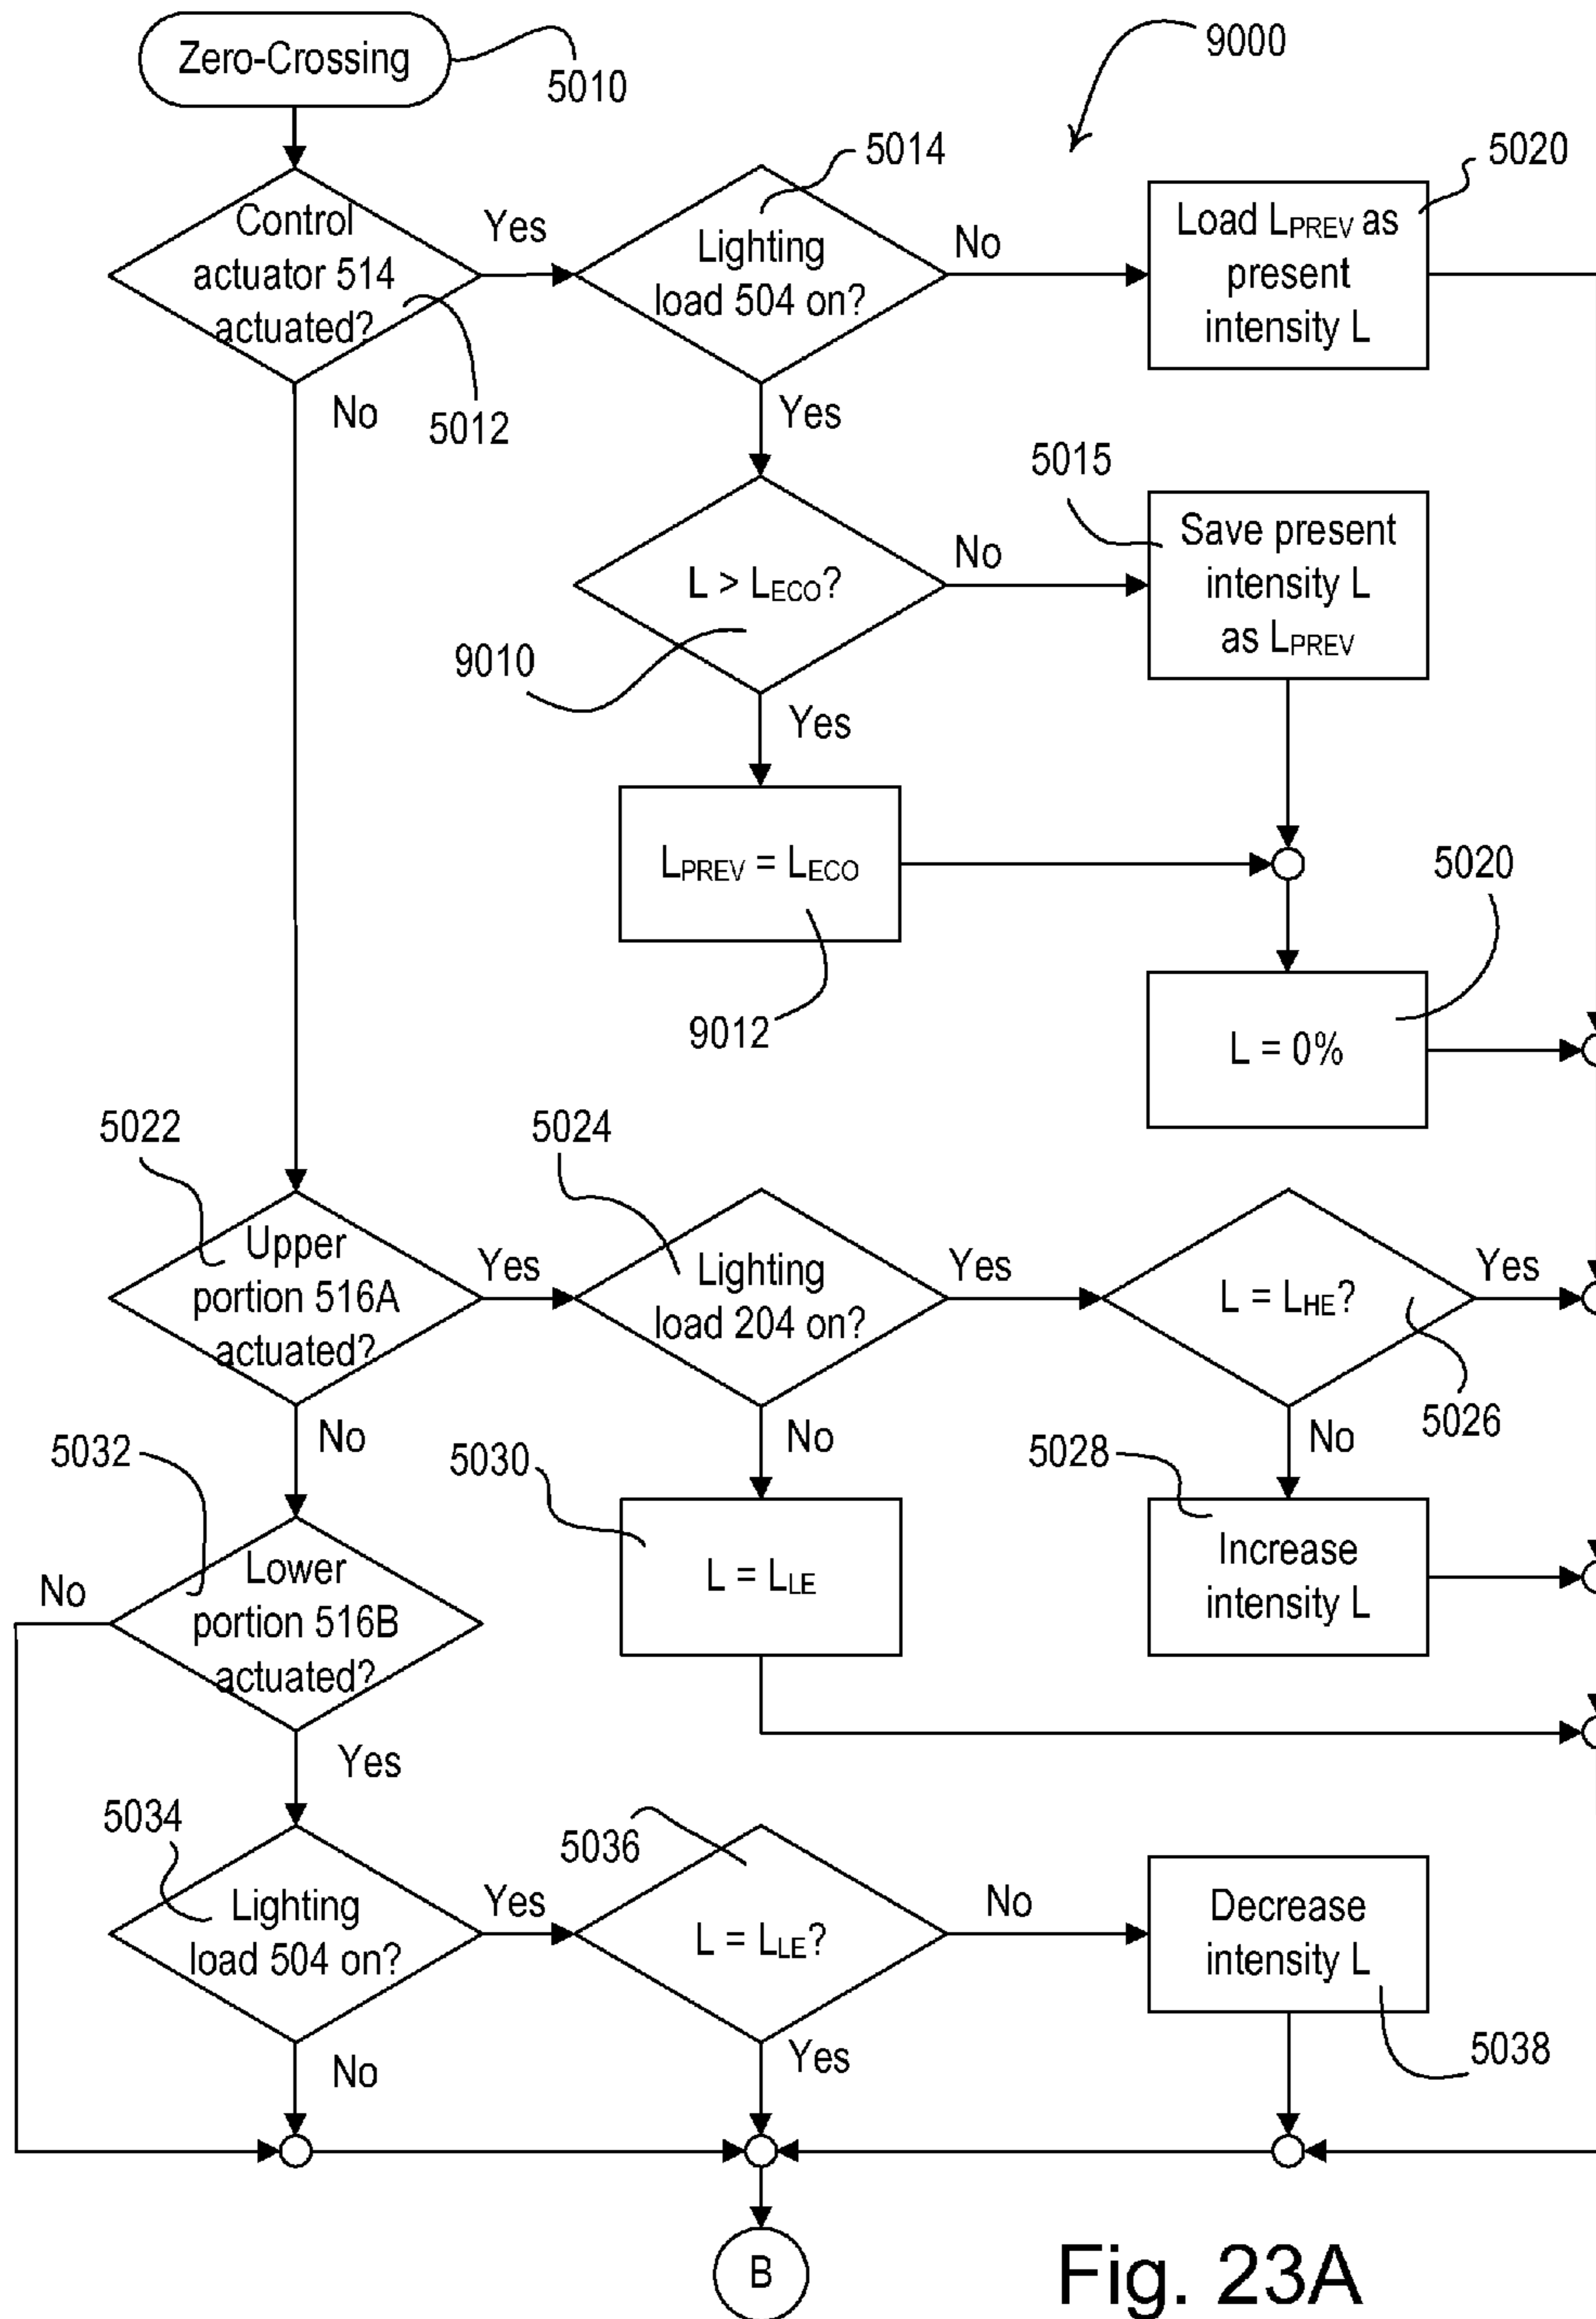 Zero-Crossing
5010
9000
Control
actuator 514
actuated?
5012
Yes
No
Lighting
load 504 on?
5014
No
Yes
Load LPREV as
present
intensity L
5020
L > LECO?
9010
No
Yes
5015
Save present
intensity L
as LPREV
LPREV = LECO
9012
L = 0%
5020
5022
Upper
portion 516A
actuated?
Yes
No
5024
Lighting
load 204 on?
Yes
No
L = LHE?
Yes
5026
No
5028
Increase
intensity L
5030
L = LLE
5032
Lower
portion 516B
actuated?
No
Yes
5034
Lighting
load 504 on?
Yes
No
5036
L = LLE?
No
Yes
Decrease
intensity L
5038
B
Fig. 23A